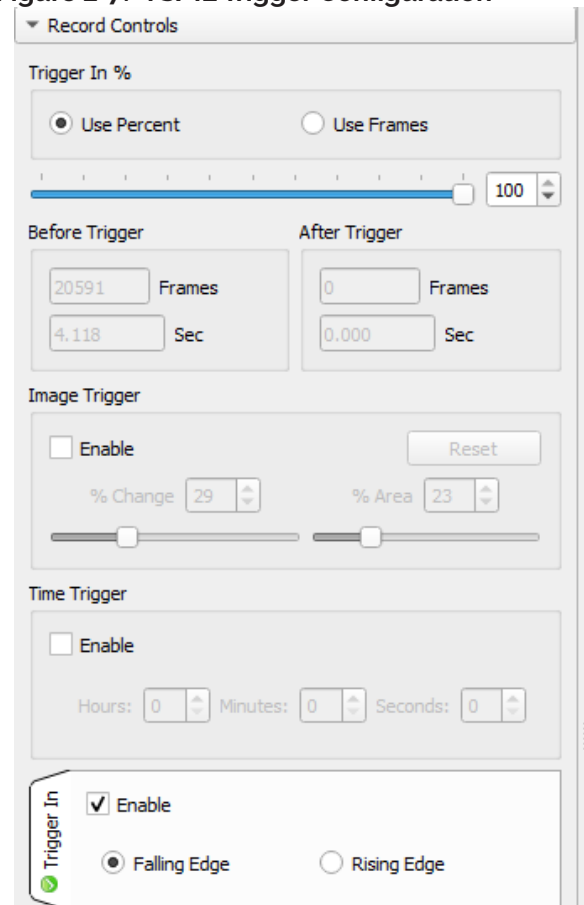 Record Controls
Trigger In %
Use Percent Use Frames
100
Before Trigger After Trigger
20591 Frames 0 Frames
4.118 Sec 0.000 Sec
Image Trigger
Enable Reset
% Change 29 % Area 23
Time Trigger
Enable
Hours: 0 Minutes: 0 Seconds: 0
Trigger In
Enable
Falling Edge Rising Edge